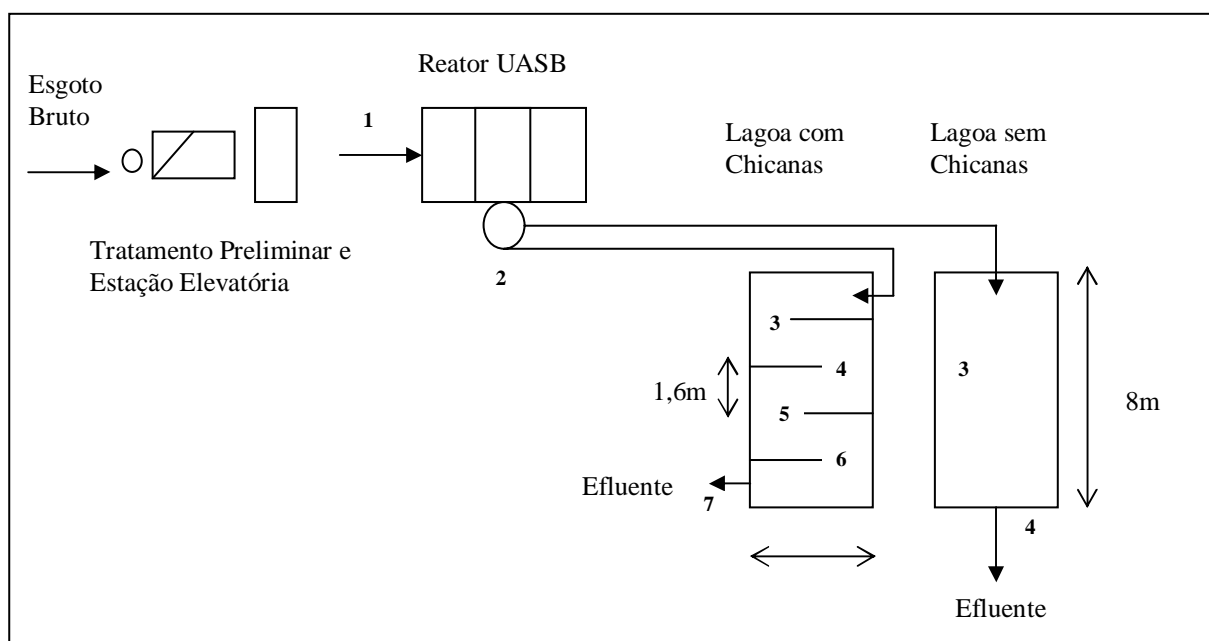 Esgoto
Bruto
Tratamento Preliminar e
Estação Elevatória
1
Reator UASB
2
Lagoa com
Chicanas
Lagoa sem
Chicanas
3
4
1,6m
5
6
Efluente
7
3
8m
4
Efluente